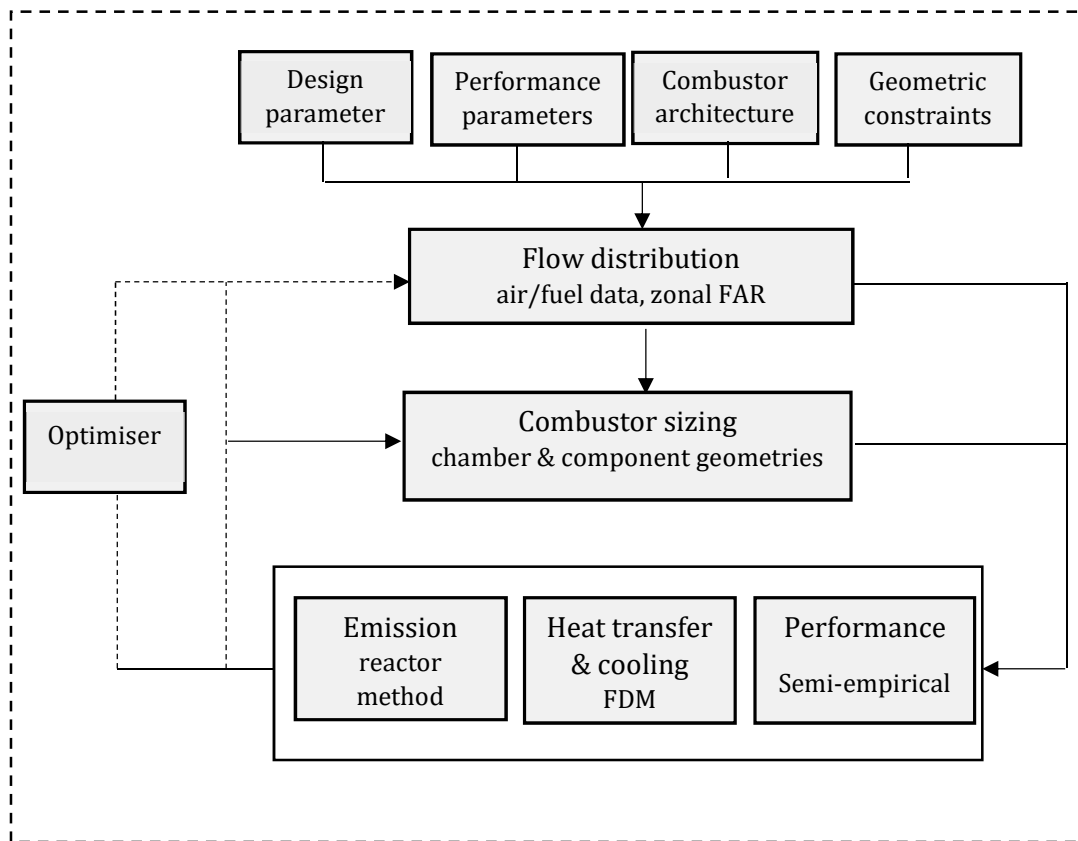 Design
parameter
Performance
parameters
Combustor
architecture
Geometric
constraints
Flow distribution
air/fuel data, zonal FAR
Optimiser
Combustor sizing
chamber & component geometries
Emission
reactor
method
Heat transfer
& cooling
FDM
Performance
Semi-empirical